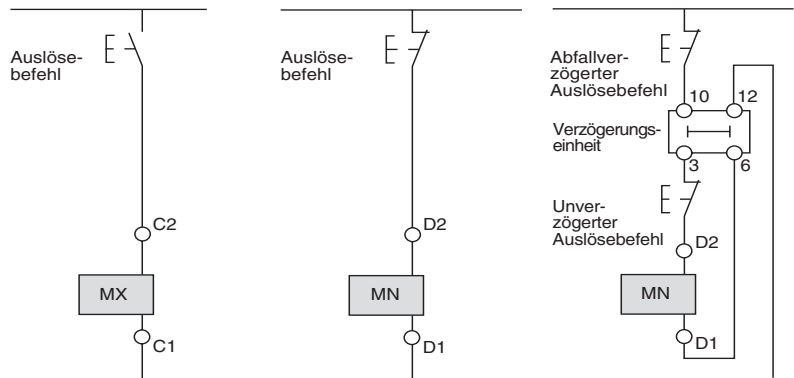 Auslöse-
befehl
C2
MX
C1
Auslöse-
befehl
D2
MN
D1
Abfallver-
zögerter
Auslösebefehl
10
12
Verzögerungs-
einheit
3
6
Unver-
zögerter
Auslösebefehl
D2
MN
D1